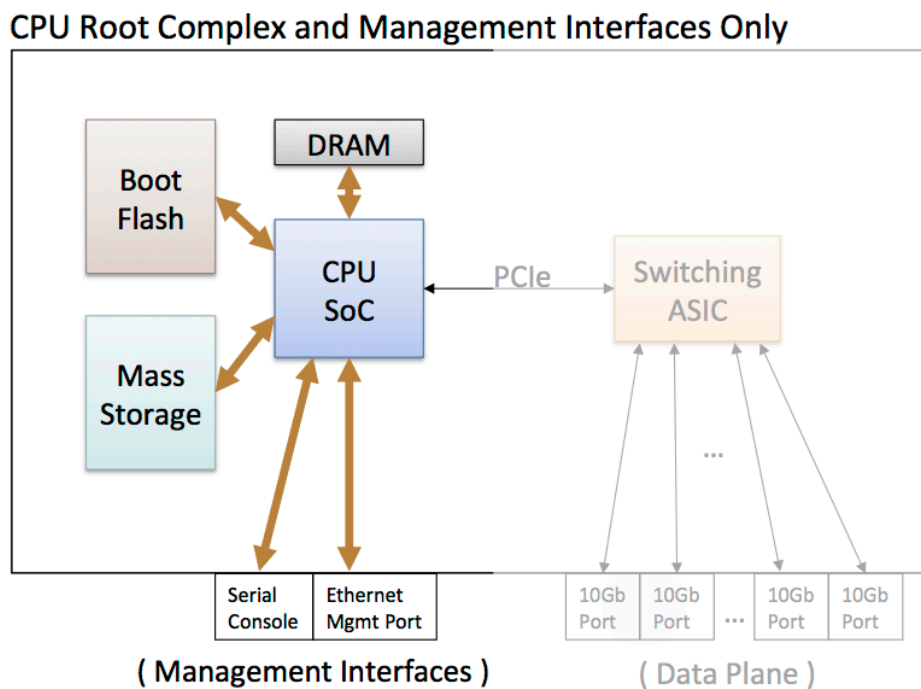 CPU Root Complex and Management Interfaces Only
DRAM
Boot
Flash
CPU
SoC
PCIe
Switching
ASIC
Mass
Storage
...
Serial
Console
Ethernet
Mgmt Port
10Gb
Port
10Gb
Port
...
10Gb
Port
10Gb
Port
( Management Interfaces )
( Data Plane )